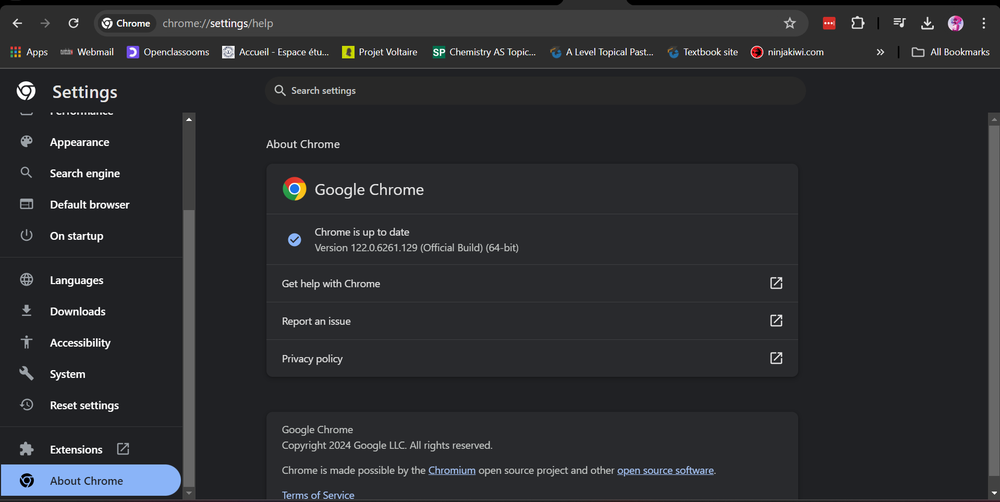 Chrome chrome://settings/help
Apps Webmail Openclassooms Accueil - Espace étu... Projet Voltaire SP Chemistry AS Topic... A Level Topical Past... Textbook site ninjakiwi.com » All Bookmarks
Settings
Search settings
Performance
Appearance
Search engine
Default browser
On startup
Languages
Downloads
Accessibility
System
Reset settings
Extensions
About Chrome
About Chrome
Google Chrome
Chrome is up to date
Version 122.0.6261.129 (Official Build) (64-bit)
Get help with Chrome
Report an issue
Privacy policy
Google Chrome
Copyright 2024 Google LLC. All rights reserved.
Chrome is made possible by the Chromium open source project and other open source software.
Terms of Service